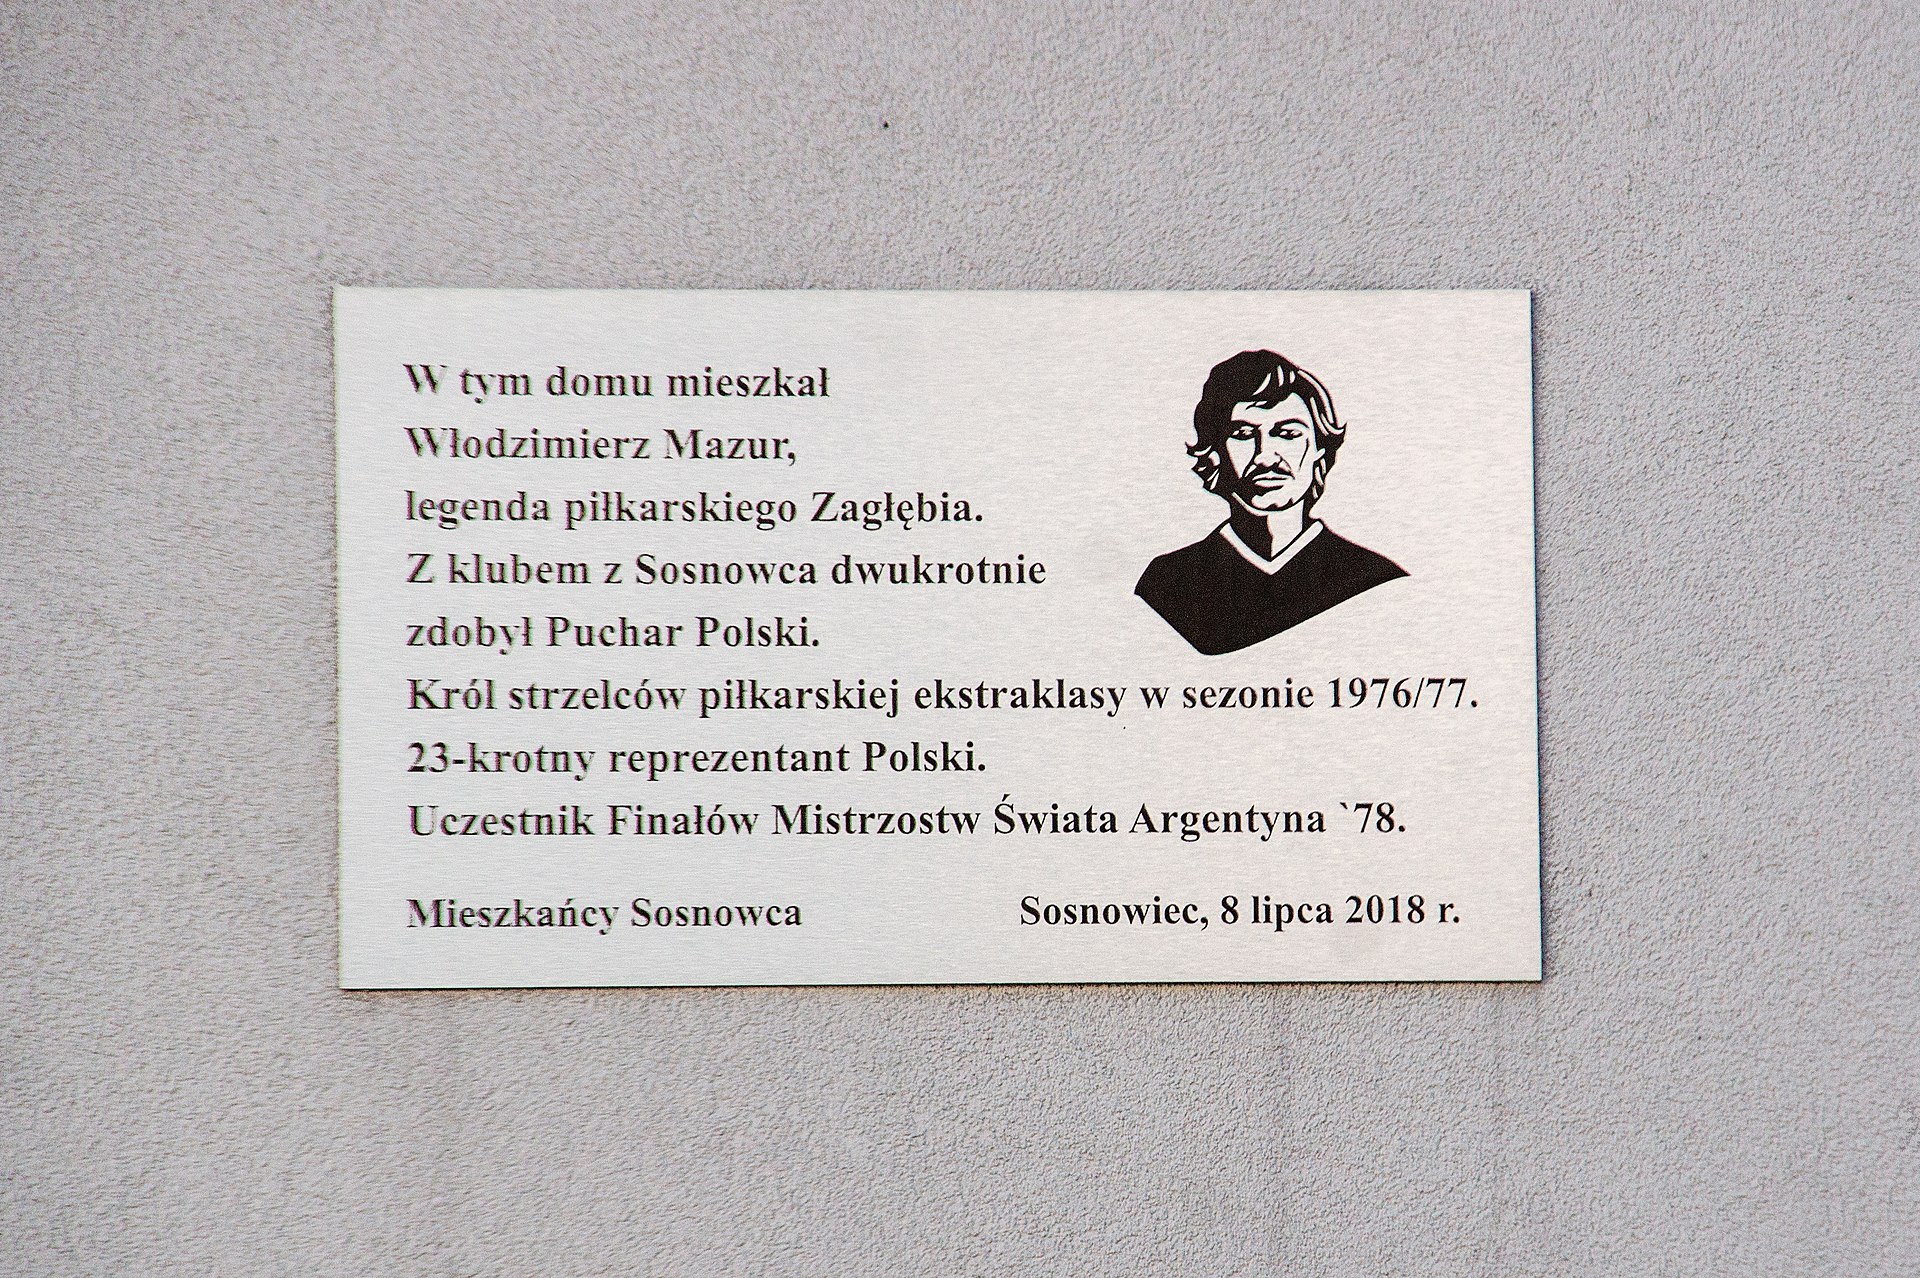 W tym domu mieszkał
Włodzimierz Mazur,
legenda piłkarskiego Zagłębia.
Z klubem z Sosnowca dwukrotnie
zdobył Puchar Polski.
Król strzelców piłkarskiej ekstraklasy w sezonie 1976/77.
23-krotny reprezentant Polski.
Uczestnik Finałów Mistrzostw Świata Argentyna `78.
Mieszkańcy Sosnowca Sosnowiec, 8 lipca 2018 r.